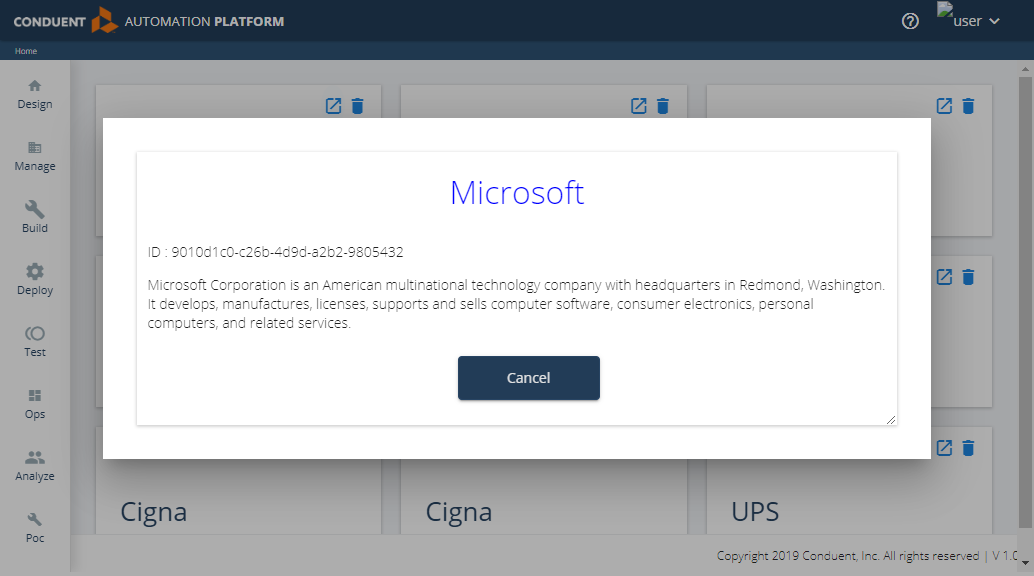 CONDUENT AUTOMATION PLATFORM
user
Home
Design
Manage
Build
Deploy
Test
Ops
Analyze
Poc
Microsoft
ID : 9010d1c0-c26b-4d9d-a2b2-9805432
Microsoft Corporation is an American multinational technology company with headquarters in Redmond, Washington.
It develops, manufactures, licenses, supports and sells computer software, consumer electronics, personal
computers, and related services.
Cancel
Cigna
Cigna
UPS
Copyright 2019 Conduent, Inc. All rights reserved | V 1.0